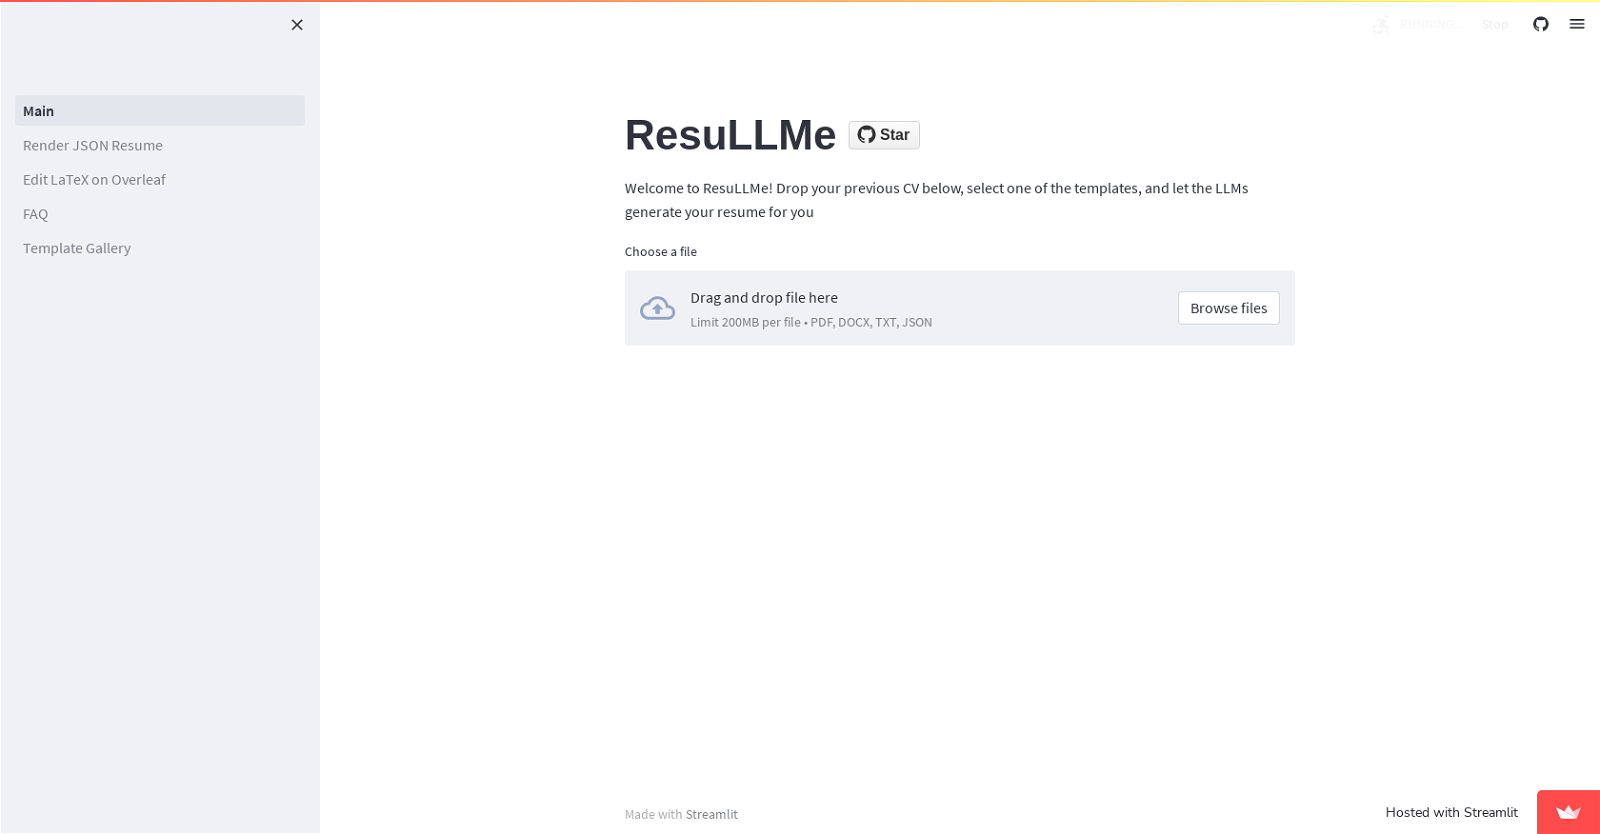 RUNNING...
Stop
Main
Render JSON Resume
Edit LaTeX on Overleaf
FAQ
Template Gallery
ResuLLMe
Star
Welcome to ResuLLMe! Drop your previous CV below, select one of the templates, and let the LLMs
generate your resume for you
Choose a file
Drag and drop file here
Limit 200MB per file • PDF, DOCX, TXT, JSON
Browse files
Made with Streamlit
Hosted with Streamlit